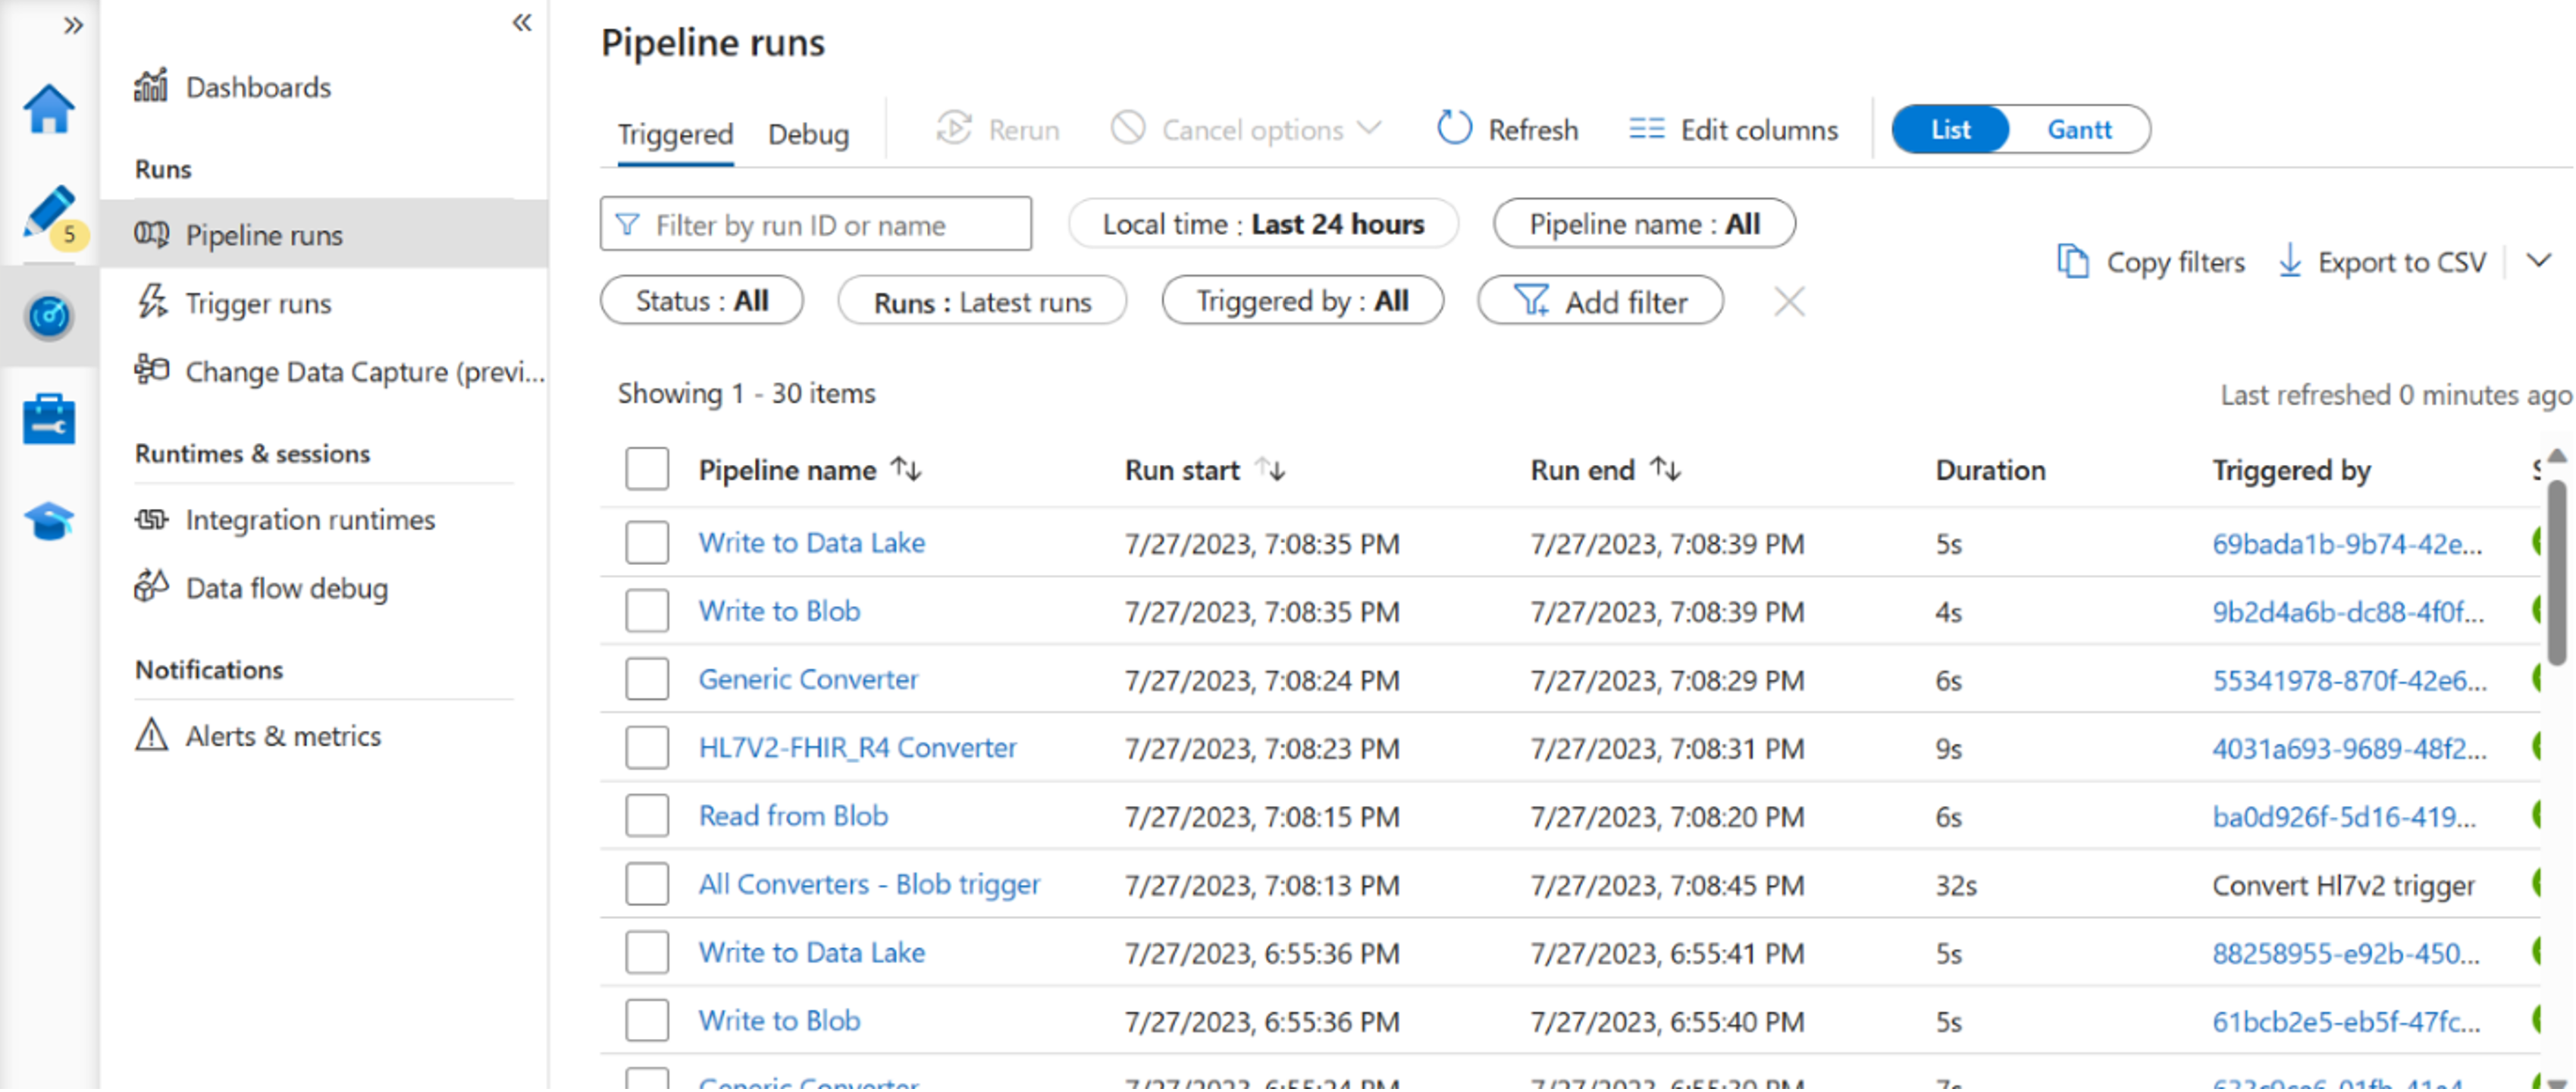 5
Dashboards
Runs
Pipeline runs
Trigger runs
Change Data Capture (previ...
Runtimes & sessions
Integration runtimes
Data flow debug
Notifications
Alerts & metrics
Pipeline runs
Triggered Debug Rerun Cancel options Refresh Edit columns List Gantt
Filter by run ID or name Local time : Last 24 hours Pipeline name : All
Status : All Runs : Latest runs Triggered by : All Add filter
Copy filters Export to CSV
Showing 1 - 30 items Last refreshed 0 minutes ago
Pipeline name Run start Run end Duration Triggered by
Write to Data Lake 7/27/2023, 7:08:35 PM 7/27/2023, 7:08:39 PM 5s 69bada1b-9b74-42e...
Write to Blob 7/27/2023, 7:08:35 PM 7/27/2023, 7:08:39 PM 4s 9b2d4a6b-dc88-4f0f...
Generic Converter 7/27/2023, 7:08:24 PM 7/27/2023, 7:08:29 PM 6s 55341978-870f-42e6...
HL7V2-FHIR_R4 Converter 7/27/2023, 7:08:23 PM 7/27/2023, 7:08:31 PM 9s 4031a693-9689-48f2...
Read from Blob 7/27/2023, 7:08:15 PM 7/27/2023, 7:08:20 PM 6s ba0d926f-5d16-419...
All Converters - Blob trigger 7/27/2023, 7:08:13 PM 7/27/2023, 7:08:45 PM 32s Convert Hl7v2 trigger
Write to Data Lake 7/27/2023, 6:55:36 PM 7/27/2023, 6:55:41 PM 5s 88258955-e92b-450...
Write to Blob 7/27/2023, 6:55:36 PM 7/27/2023, 6:55:40 PM 5s 61bcb2e5-eb5f-47fc...
Generic Converter